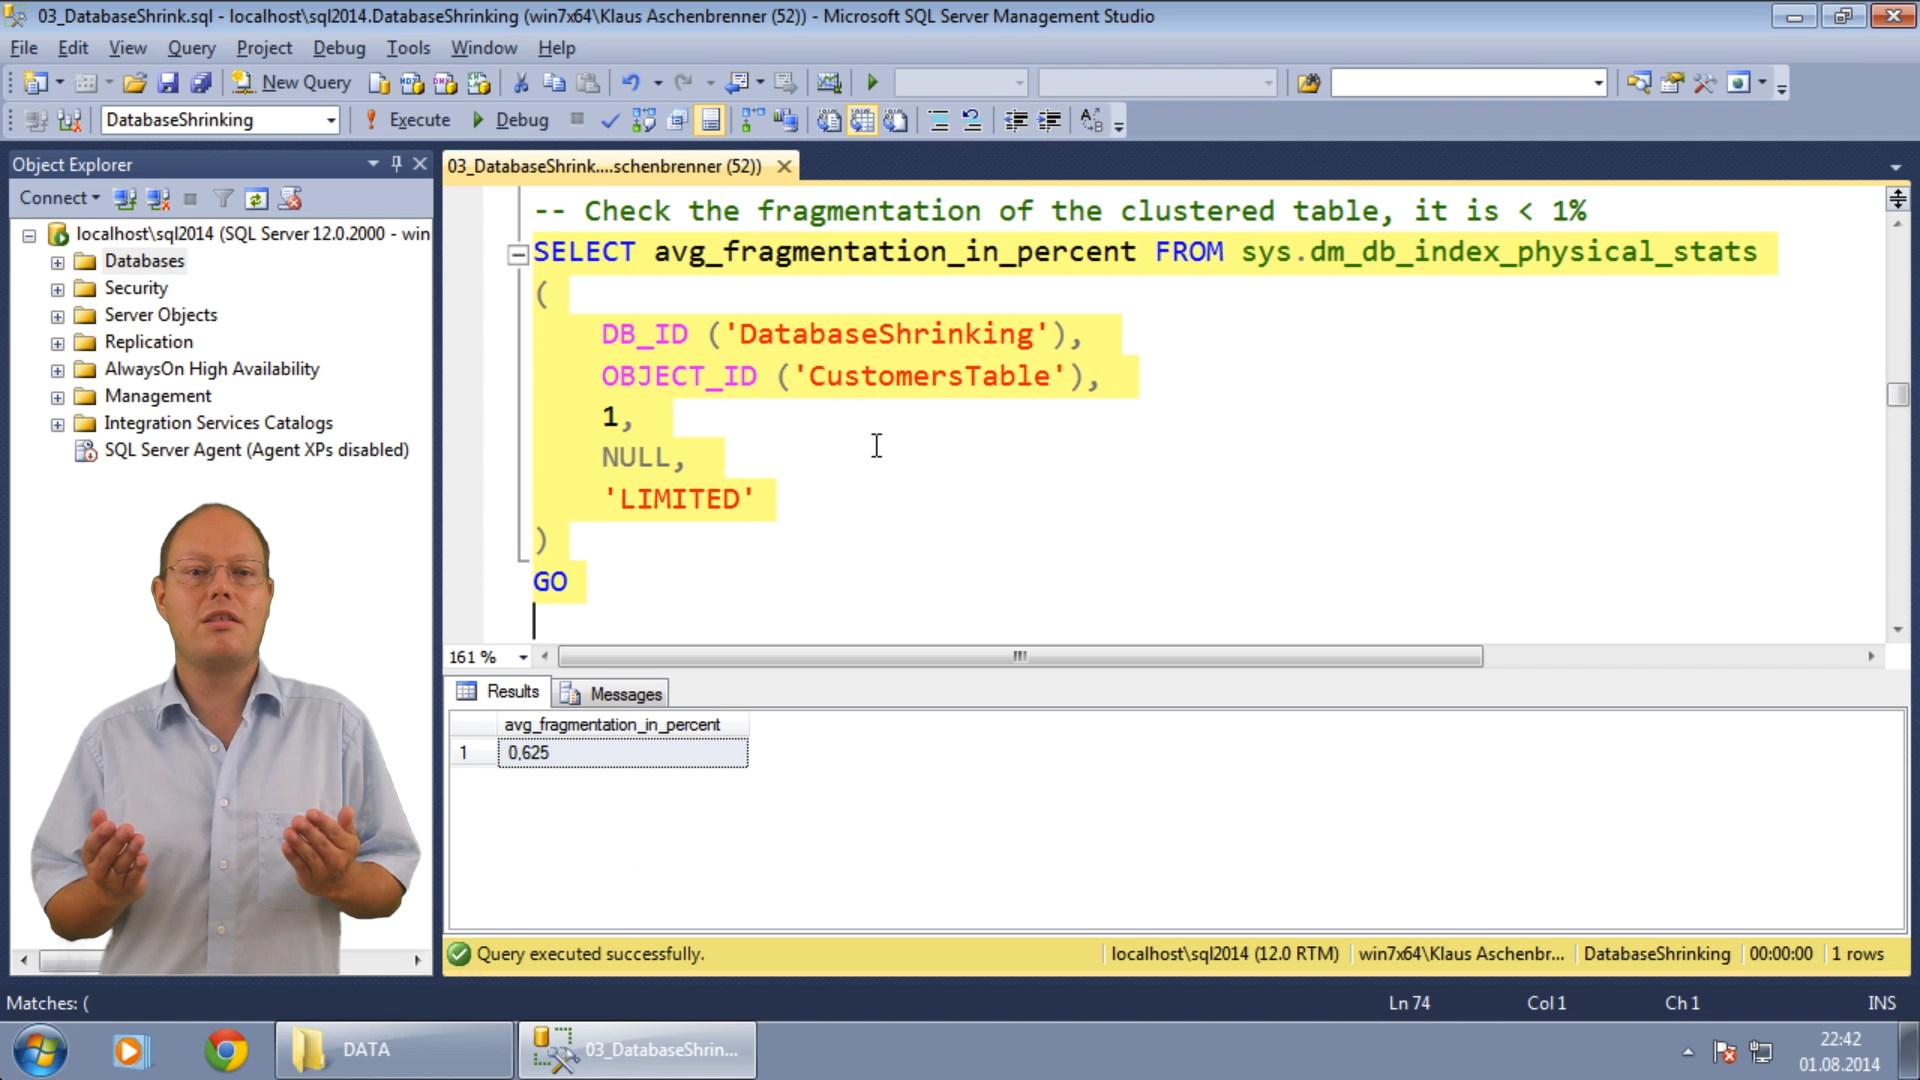 03_DatabaseShrink.sql - localhost\sql2014.DatabaseShrinking (win7x64\Klaus Aschenbrenner (52)) - Microsoft SQL Server Management Studio
File Edit View Query Project Debug Tools Window Help
New Query
DatabaseShrinking Execute Debug
Object Explorer
Connect
localhost\sql2014 (SQL Server 12.0.2000 - win
Databases
Security
Server Objects
Replication
AlwaysOn High Availability
Management
Integration Services Catalogs
SQL Server Agent (Agent XPs disabled)
03_DatabaseShrink....schenbrenner (52))
-- Check the fragmentation of the clustered table, it is < 1%
SELECT avg_fragmentation_in_percent FROM sys.dm_db_index_physical_stats
(
DB_ID ('DatabaseShrinking'),
OBJECT_ID ('CustomersTable'),
1,
NULL,
'LIMITED'
)
GO
161 %
Results Messages
avg_fragmentation_in_percent
1 0,625
Query executed successfully. localhost\sql2014 (12.0 RTM) win7x64\Klaus Aschenbr... DatabaseShrinking 00:00:00 1 rows
Matches: ( Ln 74 Col 1 Ch 1 INS
DATA 03_DatabaseShrin...
22:42
01.08.2014